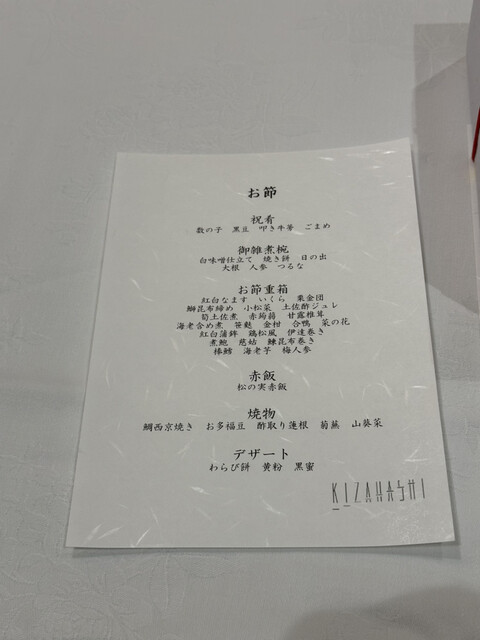 お節
祝肴
数の子 黒豆 叩き牛蒡 ごまめ
御雑煮椀
白味噌仕立て 焼き餅 日の出
大根 人参 つるな
お節重箱
紅白なます いくら 栗金団
鰤昆布締め 小松菜 土佐酢ジュレ
筍土佐煮 赤蒟蒻 甘露椎茸
海老含め煮 笹麩 金柑 合鴨 菜の花
紅白蒲鉾 鶏松風 伊達巻き
煮鮑 慈姑 鰊昆布巻き
棒鱈 海老芋 梅人参
赤飯
松の実赤飯
焼物
鯛西京焼き お多福豆 酢取り蓮根 菊蕪 山葵菜
デザート
わらび餅 黄粉 黒蜜
KIZAHASHI